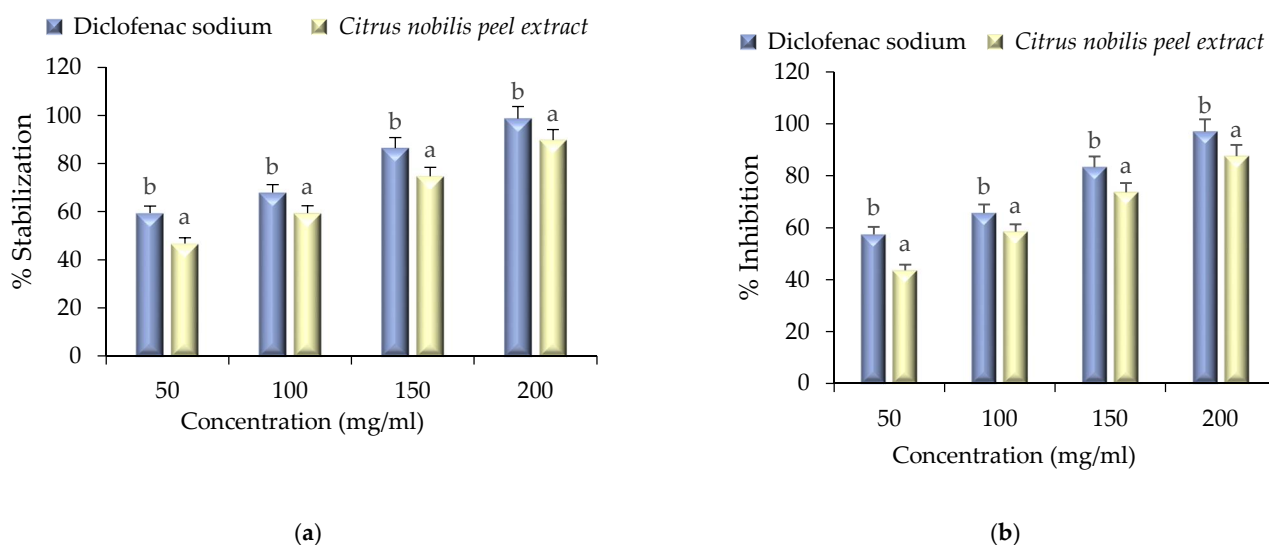 Diclofenac sodium Citrus nobilis peel extract
% Stabilization
120
100
80
60
40
20
0
b a b a b a b a
50 100 150 200
Concentration (mg/ml)
(a)
Diclofenac sodium Citrus nobilis peel extract
% Inhibition
120
100
80
60
40
20
0
b a b a b a b a
50 100 150 200
Concentration (mg/ml)
(b)